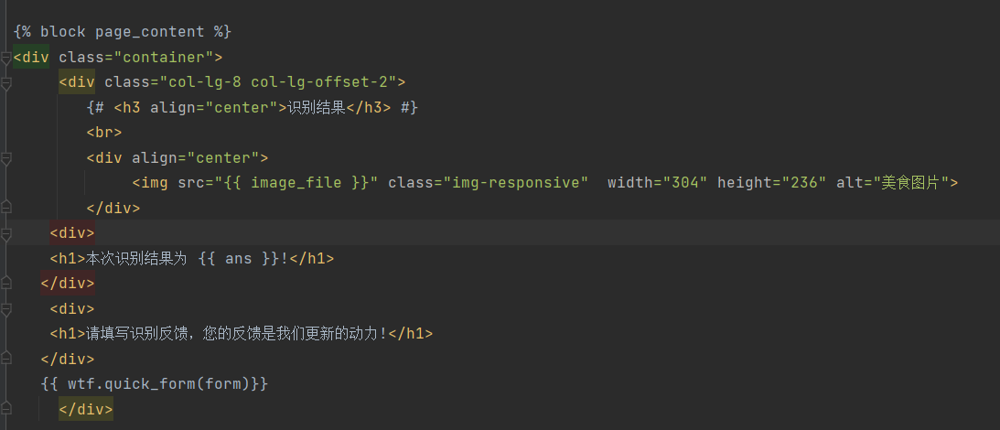 {% block page_content %}
<div class="container">
<div class="col-lg-8 col-lg-offset-2">
{# <h3 align="center">识别结果</h3> #}
<br>
<div align="center">
<img src="{{ image_file }}" class="img-responsive"  width="304" height="236" alt="美食图片">
</div>
<div>
<h1>本次识别结果为 {{ ans }}!</h1>
</div>
<div>
<h1>请填写识别反馈，您的反馈是我们更新的动力!</h1>
</div>
{{ wtf.quick_form(form)}}
</div>